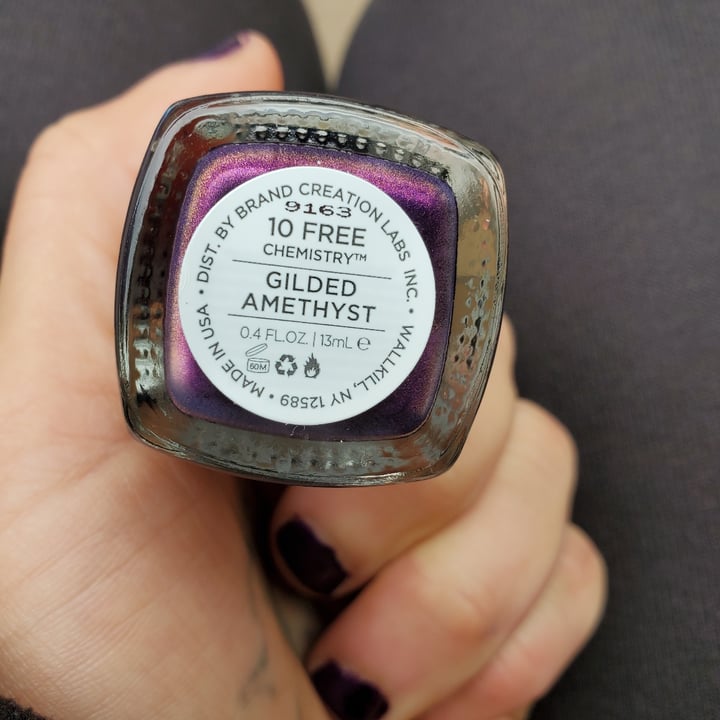 DIST. BY BRAND CREATION LABS INC. • WALLKILL, NY 12589 • MADE IN USA •
9163
10 FREE
CHEMISTRY™
GILDED
AMETHYST
0.4 FL.OZ. | 13mL ℮
60M